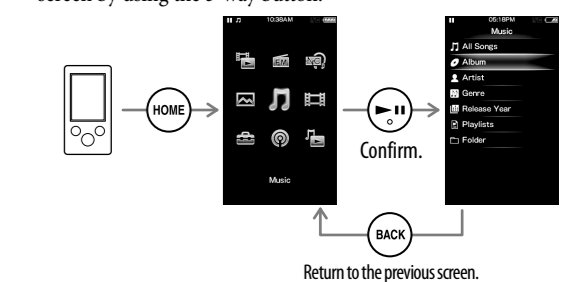 screen by using the 5-way button.
10:38AM
05:18PM
Music
All Songs
Album
Artist
Genre
Release Year
Playlists
Folder
FM
NC
HOME
Confirm.
Music
BACK
Return to the previous screen.